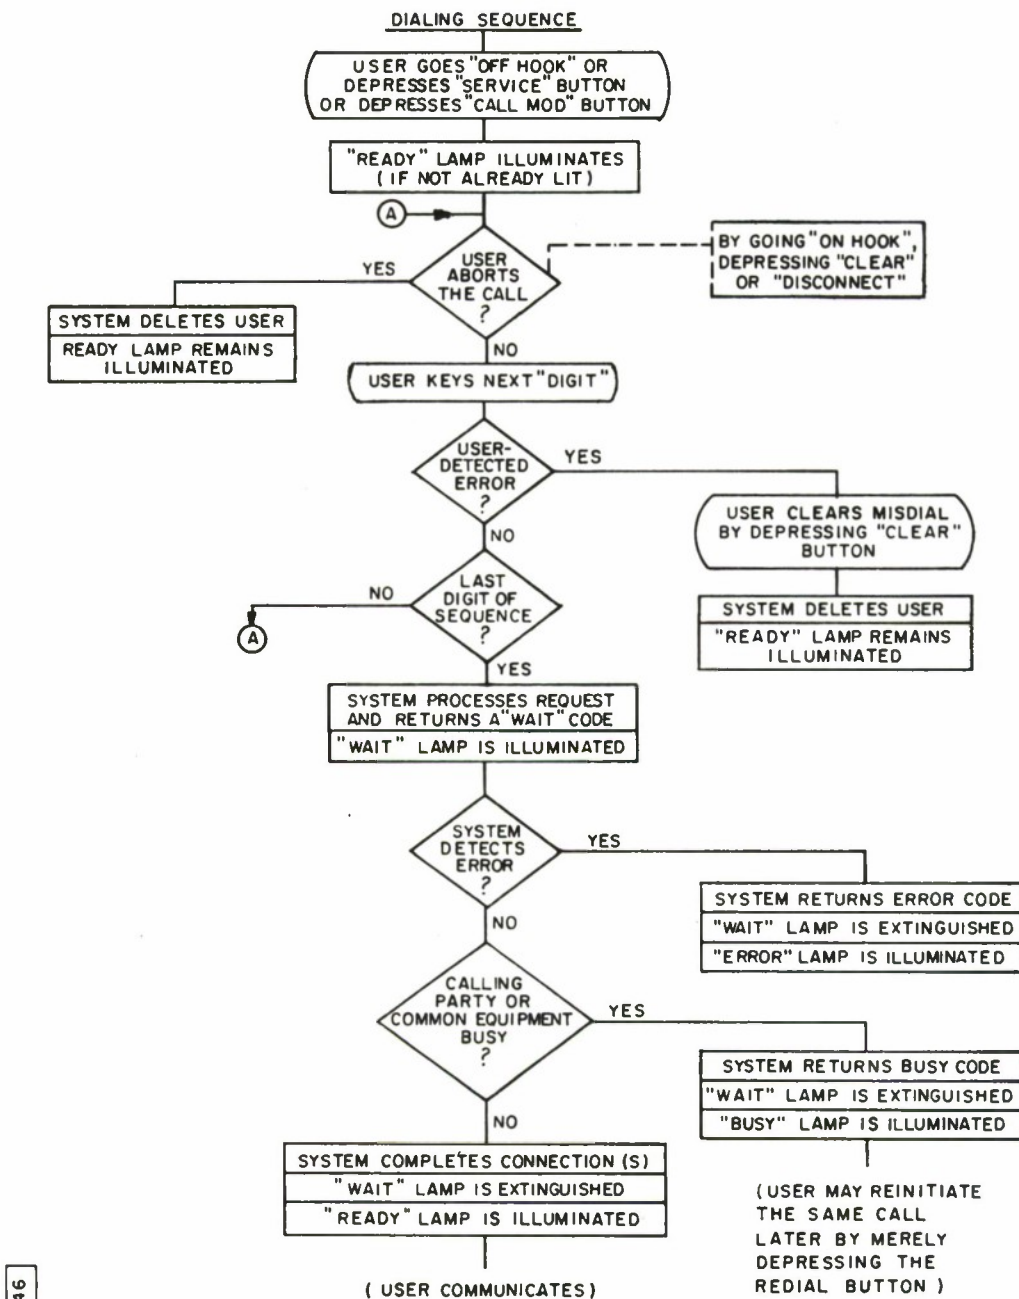 DIALING SEQUENCE
USER GOES "OFF HOOK" OR
DEPRESSES "SERVICE" BUTTON
OR DEPRESSES "CALL MOD" BUTTON
"READY" LAMP ILLUMINATES
(IF NOT ALREADY LIT)
A
USER
ABORTS
THE CALL
?
BY GOING "ON HOOK",
DEPRESSING "CLEAR"
OR "DISCONNECT"
YES
SYSTEM DELETES USER
READY LAMP REMAINS
ILLUMINATED
NO
USER KEYS NEXT "DIGIT"
USER-
DETECTED
ERROR
?
YES
USER CLEARS MISDIAL
BY DEPRESSING "CLEAR"
BUTTON
SYSTEM DELETES USER
"READY" LAMP REMAINS
ILLUMINATED
NO
LAST
DIGIT OF
SEQUENCE
?
NO
A
YES
SYSTEM PROCESSES REQUEST
AND RETURNS A "WAIT" CODE
"WAIT" LAMP IS ILLUMINATED
SYSTEM
DETECTS
ERROR
?
YES
SYSTEM RETURNS ERROR CODE
"WAIT" LAMP IS EXTINGUISHED
"ERROR" LAMP IS ILLUMINATED
NO
CALLING
PARTY OR
COMMON EQUIPMENT
BUSY
?
YES
SYSTEM RETURNS BUSY CODE
"WAIT" LAMP IS EXTINGUISHED
"BUSY" LAMP IS ILLUMINATED
(USER MAY REINITIATE
THE SAME CALL
LATER BY MERELY
DEPRESSING THE
REDIAL BUTTON)
NO
SYSTEM COMPLETES CONNECTION (S)
"WAIT" LAMP IS EXTINGUISHED
"READY" LAMP IS ILLUMINATED
(USER COMMUNICATES)